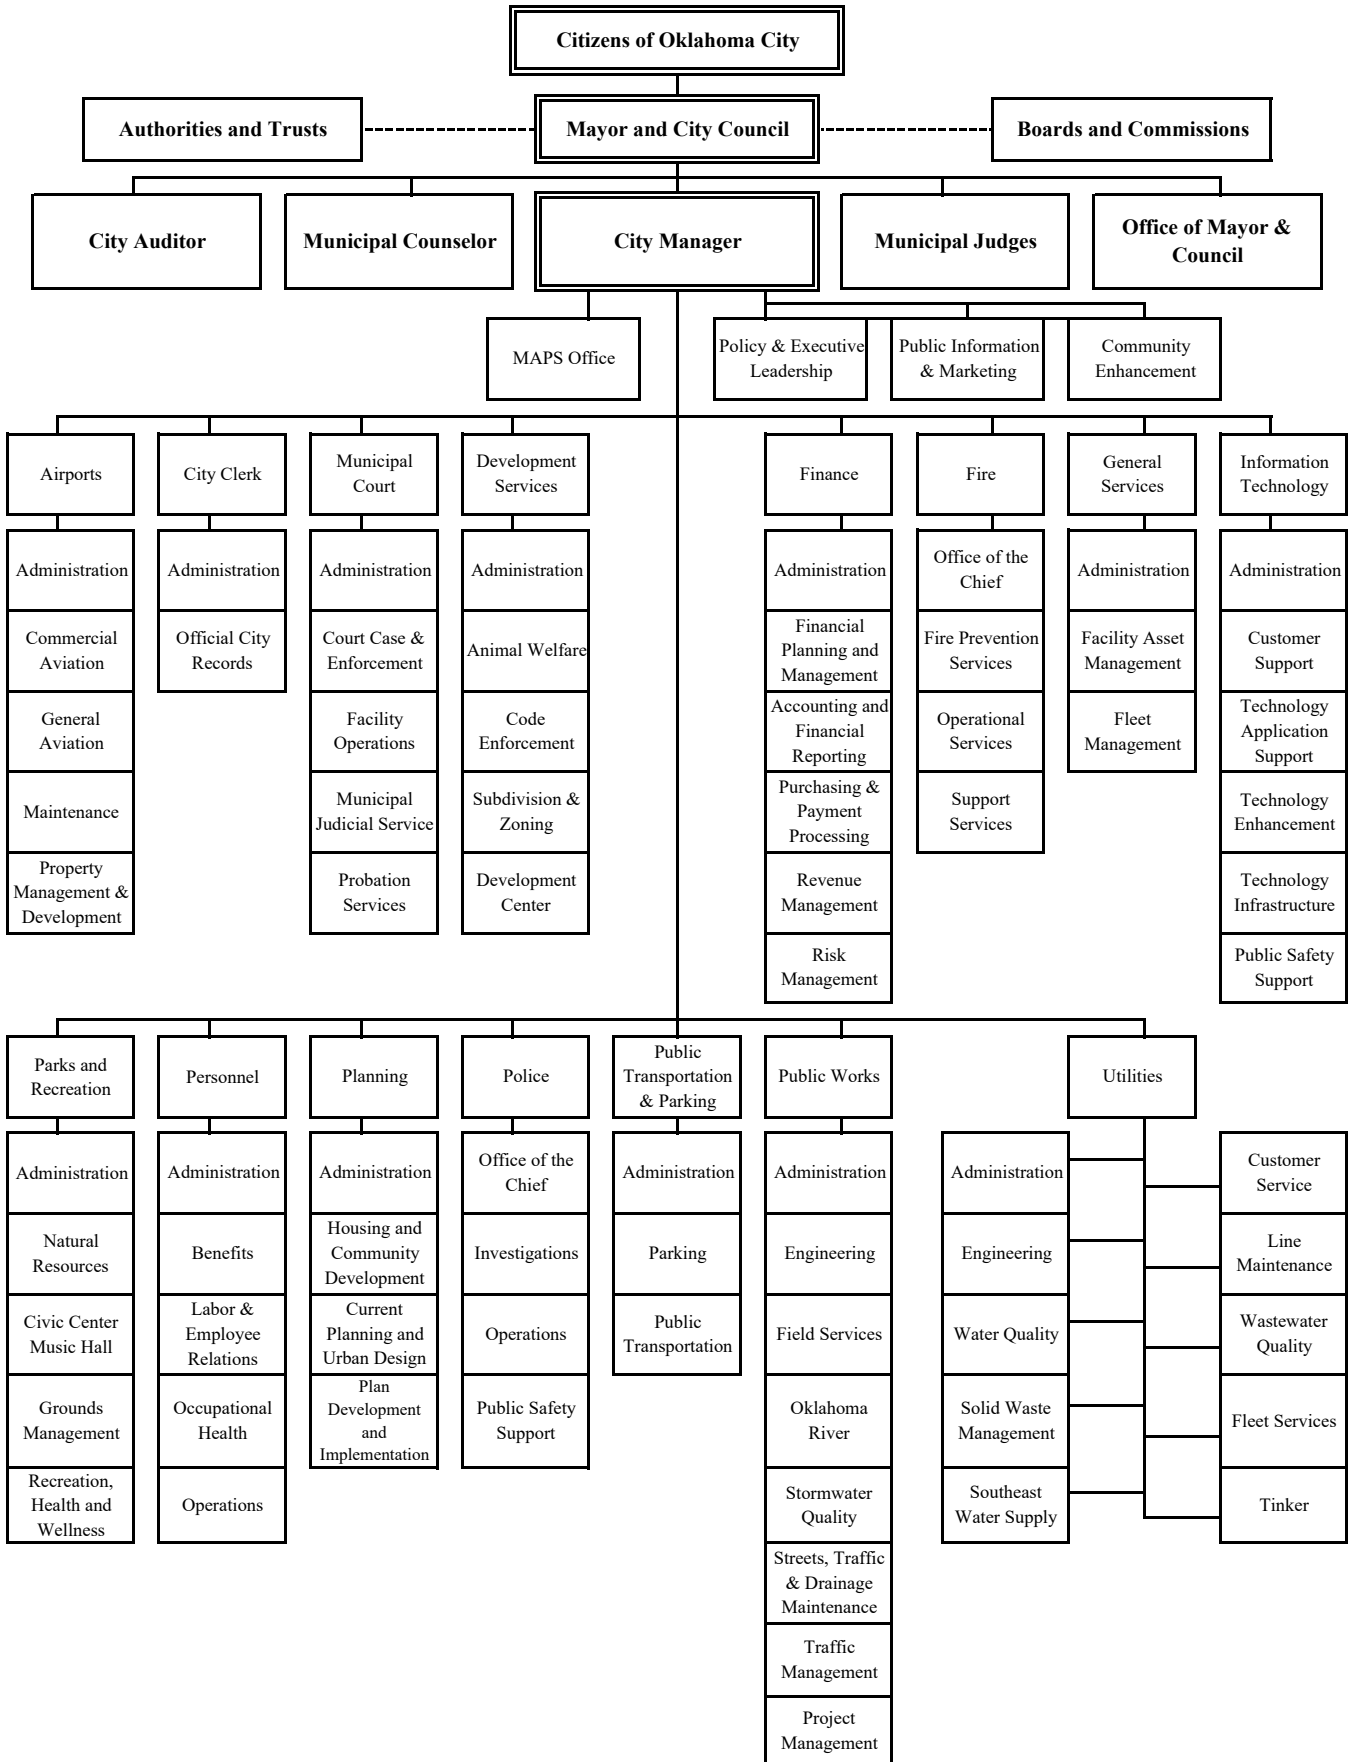 Citizens of Oklahoma City
Authorities and Trusts
Mayor and City Council
Boards and Commissions
City Auditor
Municipal Counselor
City Manager
Municipal Judges
Office of Mayor &
Council
MAPS Office
Policy & Executive
Leadership
Public Information
& Marketing
Community
Enhancement
Airports
City Clerk
Municipal
Court
Development
Services
Finance
Fire
General
Services
Information
Technology
Administration
Commercial
Aviation
General
Aviation
Maintenance
Property
Management &
Development
Administration
Official City
Records
Administration
Court Case &
Enforcement
Facility
Operations
Municipal
Judicial Service
Probation
Services
Administration
Animal Welfare
Code
Enforcement
Subdivision &
Zoning
Development
Center
Administration
Financial
Planning and
Management
Accounting and
Financial
Reporting
Purchasing &
Payment
Processing
Revenue
Management
Risk
Management
Office of the
Chief
Fire Prevention
Services
Operational
Services
Support
Services
Administration
Facility Asset
Management
Fleet
Management
Administration
Customer
Support
Technology
Application
Support
Technology
Enhancement
Technology
Infrastructure
Public Safety
Support
Parks and
Recreation
Personnel
Planning
Police
Public
Transportation
& Parking
Public Works
Utilities
Administration
Natural
Resources
Civic Center
Music Hall
Grounds
Management
Recreation,
Health and
Wellness
Administration
Benefits
Labor &
Employee
Relations
Occupational
Health
Operations
Administration
Housing and
Community
Development
Current
Planning and
Urban Design
Plan
Development
and
Implementation
Office of the
Chief
Investigations
Operations
Public Safety
Support
Administration
Parking
Public
Transportation
Administration
Engineering
Field Services
Oklahoma
River
Stormwater
Quality
Streets, Traffic
& Drainage
Maintenance
Traffic
Management
Project
Management
Administration
Engineering
Water Quality
Solid Waste
Management
Southeast
Water Supply
Customer
Service
Line
Maintenance
Wastewater
Quality
Fleet Services
Tinker